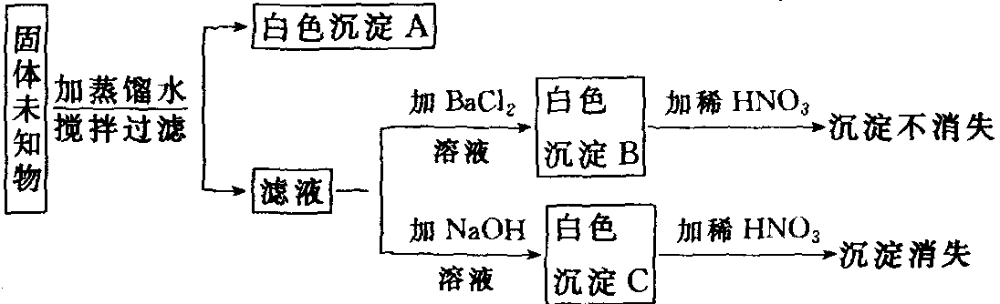 固体未知物
加蒸馏水
搅拌过滤
白色沉淀 A
滤液
加 BaCl₂
溶液
白色
沉淀 B
加稀 HNO₃
沉淀不消失
加 NaOH
溶液
白色
沉淀 C
加稀 HNO₃
沉淀消失